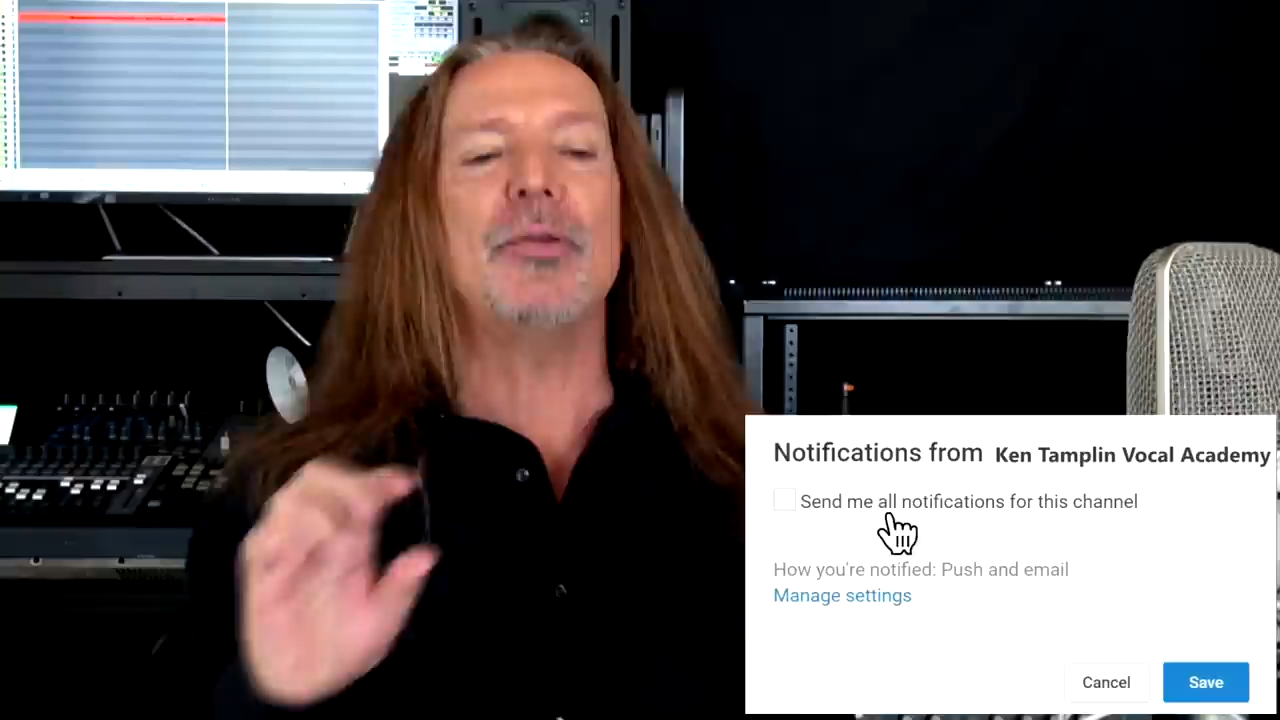 Notifications from Ken Tamplin Vocal Academy
Send me all notifications for this channel
How you're notified: Push and email
Manage settings
Cancel Save